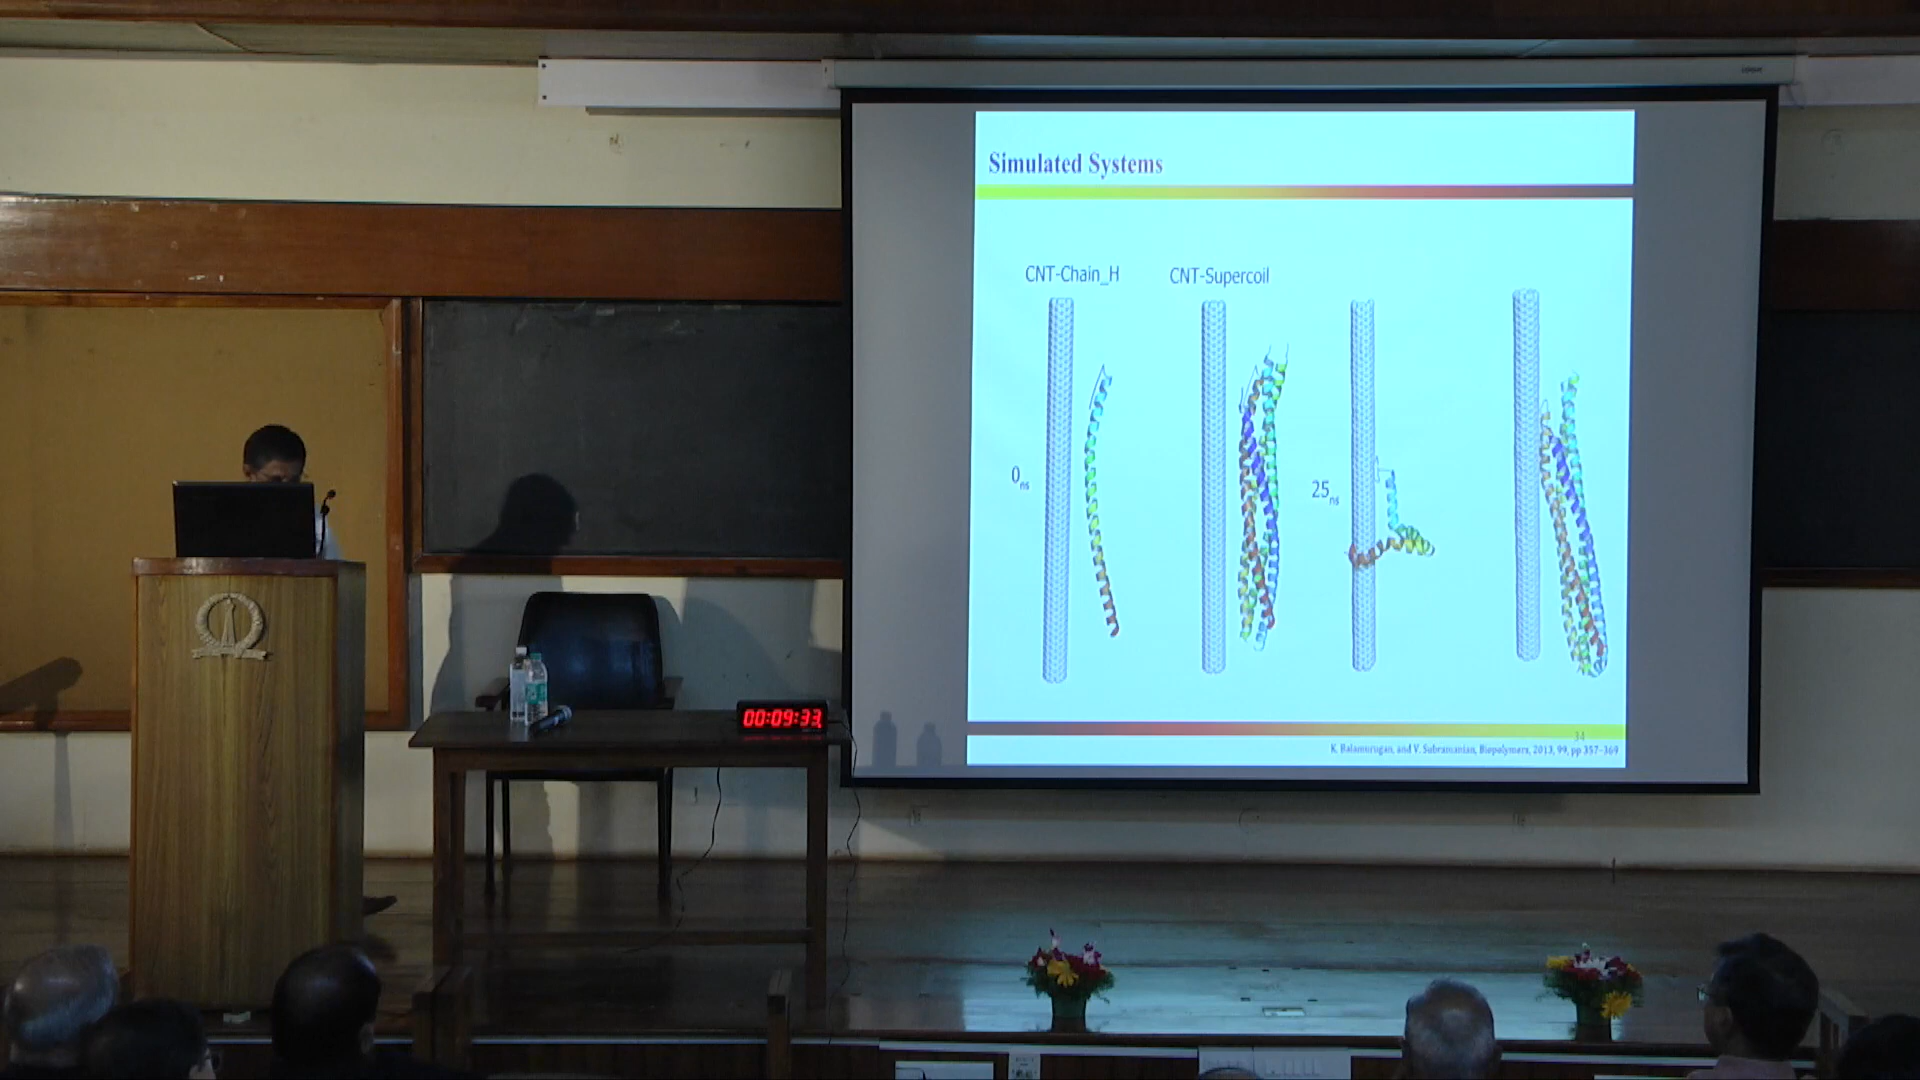 Simulated Systems
CNT-Chain_H
CNT-Supercoil
0ns
25ns
34
K. Balamurugan, and V. Subramanian, Biopolymers, 2013, 99, pp 357-369
00:09:33